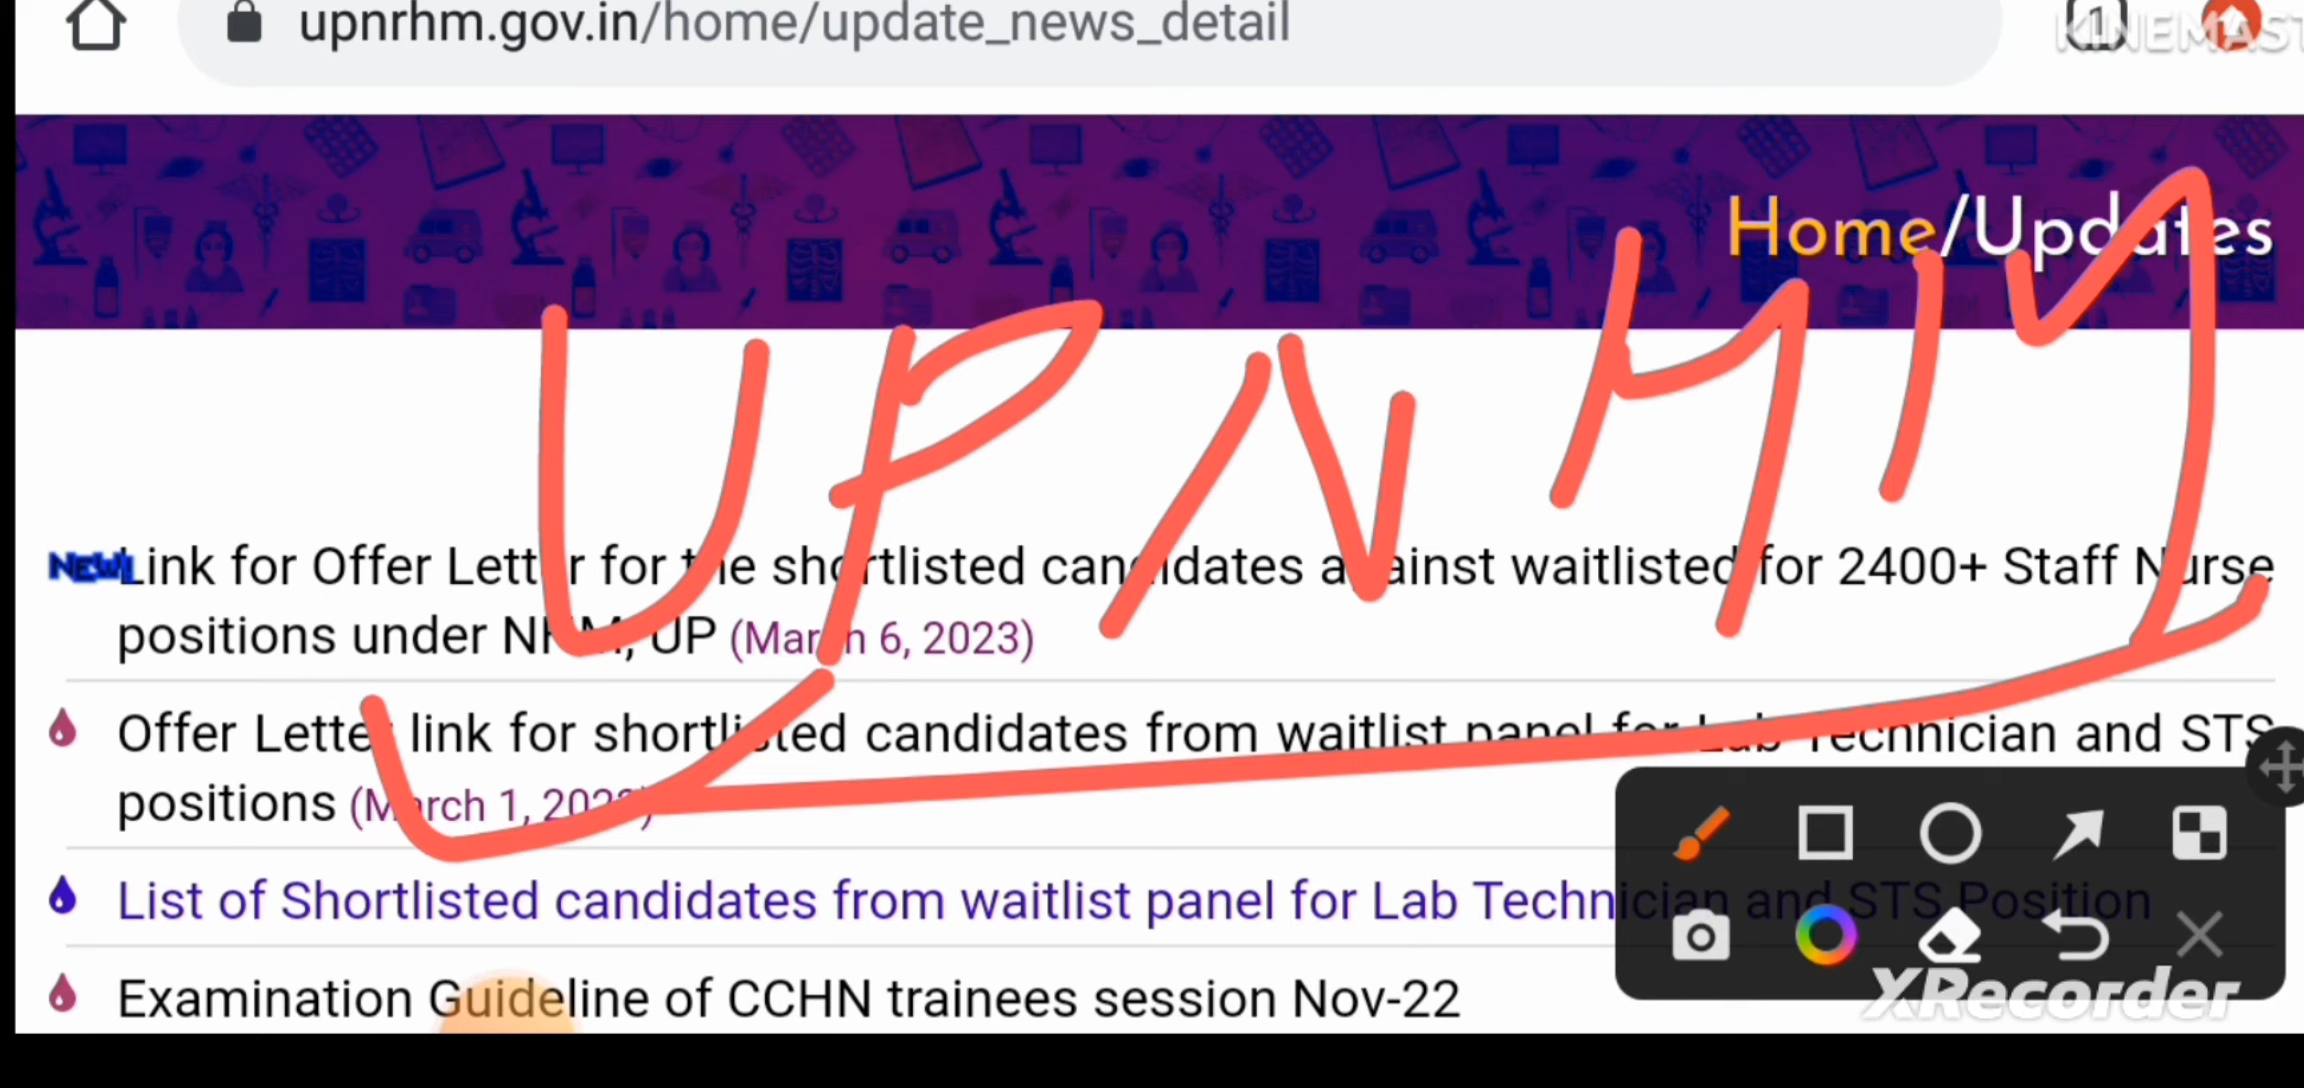 upnrhm.gov.in/home/update_news_detail
1
KINEMAST
Home/Updates
UPNHM
NEW! Link for Offer Letter for the shortlisted candidates against waitlisted for 2400+ Staff Nurse
positions under NHM, UP (March 6, 2023)
Offer Letter link for shortlisted candidates from waitlist panel for Lab Technician and STS
positions (March 1, 2023)
List of Shortlisted candidates from waitlist panel for Lab Technician and STS Position
Examination Guideline of CCHN trainees session Nov-22
XRecorder